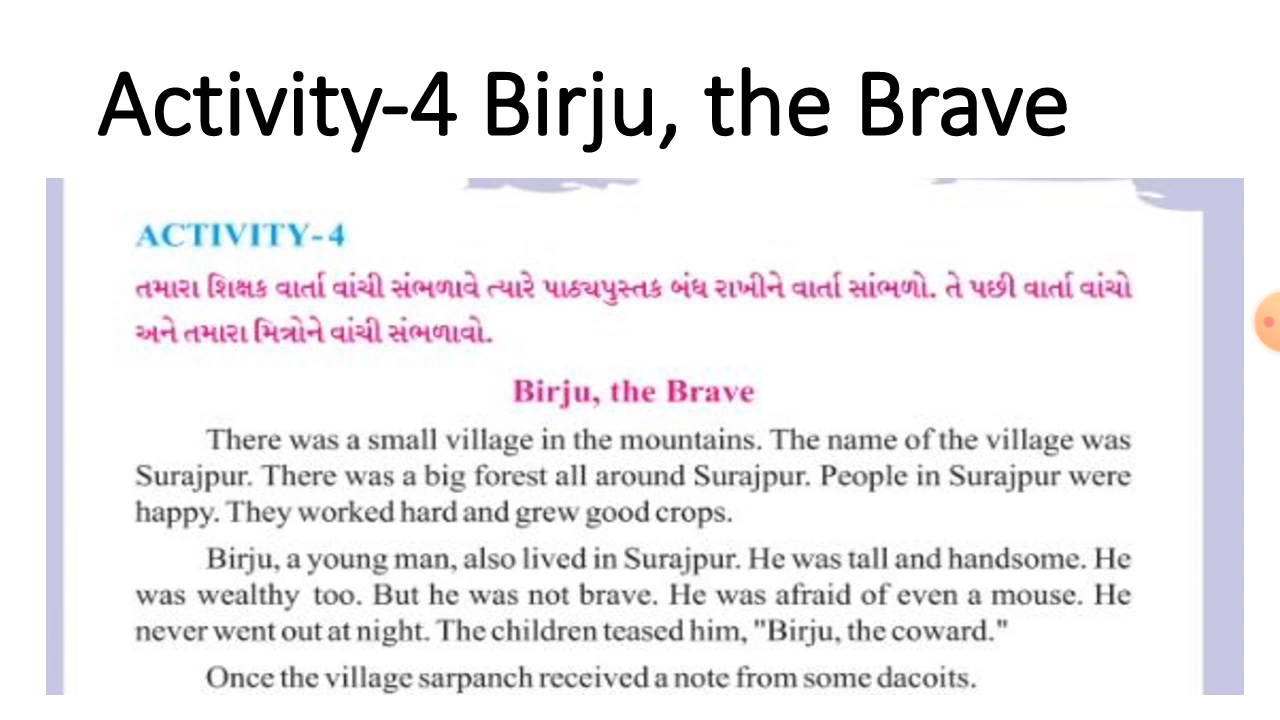 Activity-4 Birju, the Brave
ACTIVITY-4
તમારા શિક્ષક વાર્તા વાંચી સંભળાવે ત્યારે પાઠ્યપુસ્તક બંધ રાખીને વાર્તા સાંભળો. તે પછી વાર્તા વાંચો
અને તમારા મિત્રોને વાંચી સંભળાવો.
Birju, the Brave
There was a small village in the mountains. The name of the village was
Surajpur. There was a big forest all around Surajpur. People in Surajpur were
happy. They worked hard and grew good crops.
Birju, a young man, also lived in Surajpur. He was tall and handsome. He
was wealthy too. But he was not brave. He was afraid of even a mouse. He
never went out at night. The children teased him, "Birju, the coward."
Once the village sarpanch received a note from some dacoits.